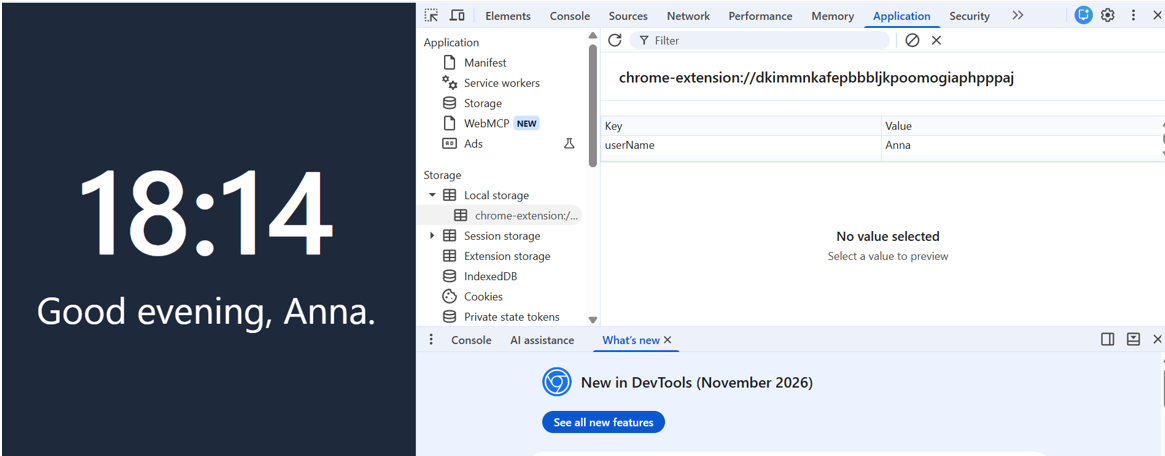 18:14
Good evening, Anna.
Elements Console Sources Network Performance Memory Application Security
Application
Manifest
Service workers
Storage
WebMCP NEW
Ads
Storage
Local storage
chrome-extension:/...
Session storage
Extension storage
IndexedDB
Cookies
Private state tokens
Filter
chrome-extension://dkimmnkafepbbbljkpoomogiaphpppaj
Key Value
userName Anna
No value selected
Select a value to preview
Console AI assistance What's new
New in DevTools (November 2026)
See all new features